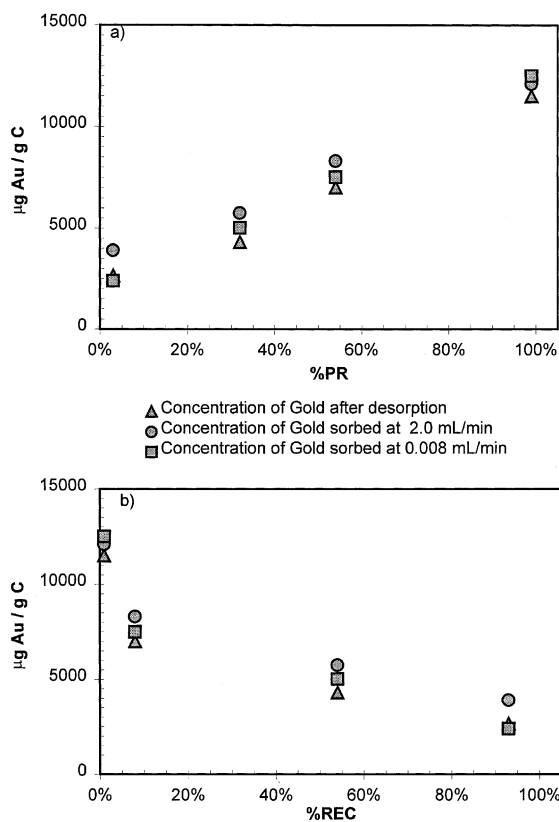 15000
a)
10000
µg Au / g C
5000
0
0% 20% 40% 60% 80% 100%
%PR
Concentration of Gold after desorption
Concentration of Gold sorbed at 2.0 mL/min
Concentration of Gold sorbed at 0.008 mL/min
15000
b)
10000
µg Au / g C
5000
0
0% 20% 40% 60% 80% 100%
%REC